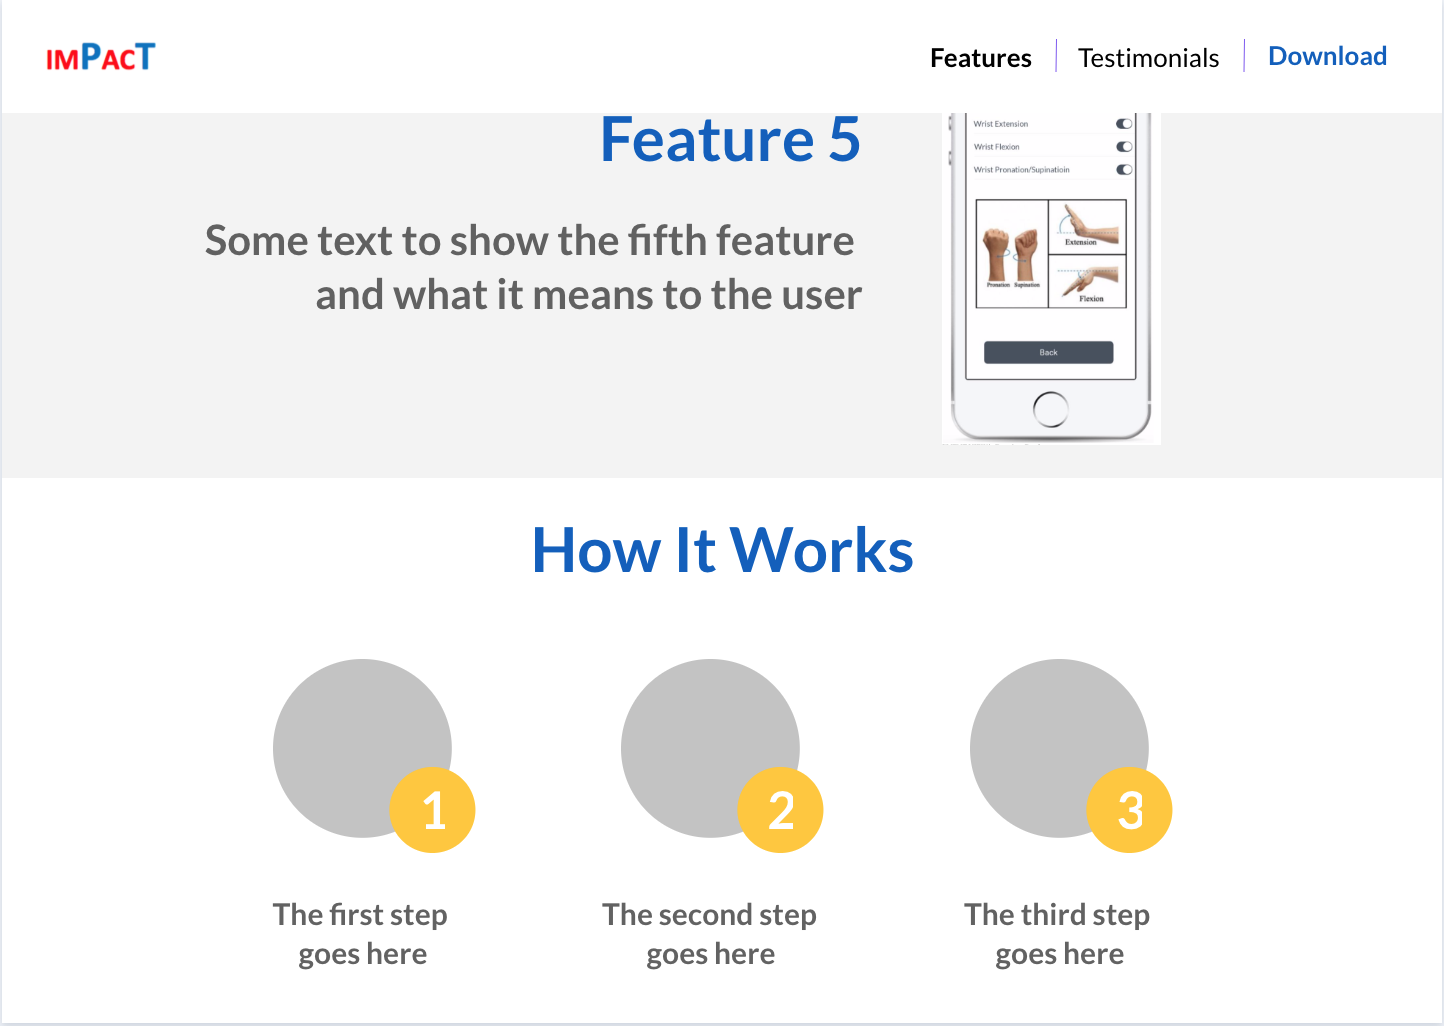 IMPACT
Features
Testimonials
Download
Feature 5
Some text to show the fifth feature
and what it means to the user
Wrist Extension
Wrist Flexion
Wrist Pronation/Supinatioin
Pronation Supination
Extension
Flexion
Back
How It Works
1
2
3
The first step
goes here
The second step
goes here
The third step
goes here